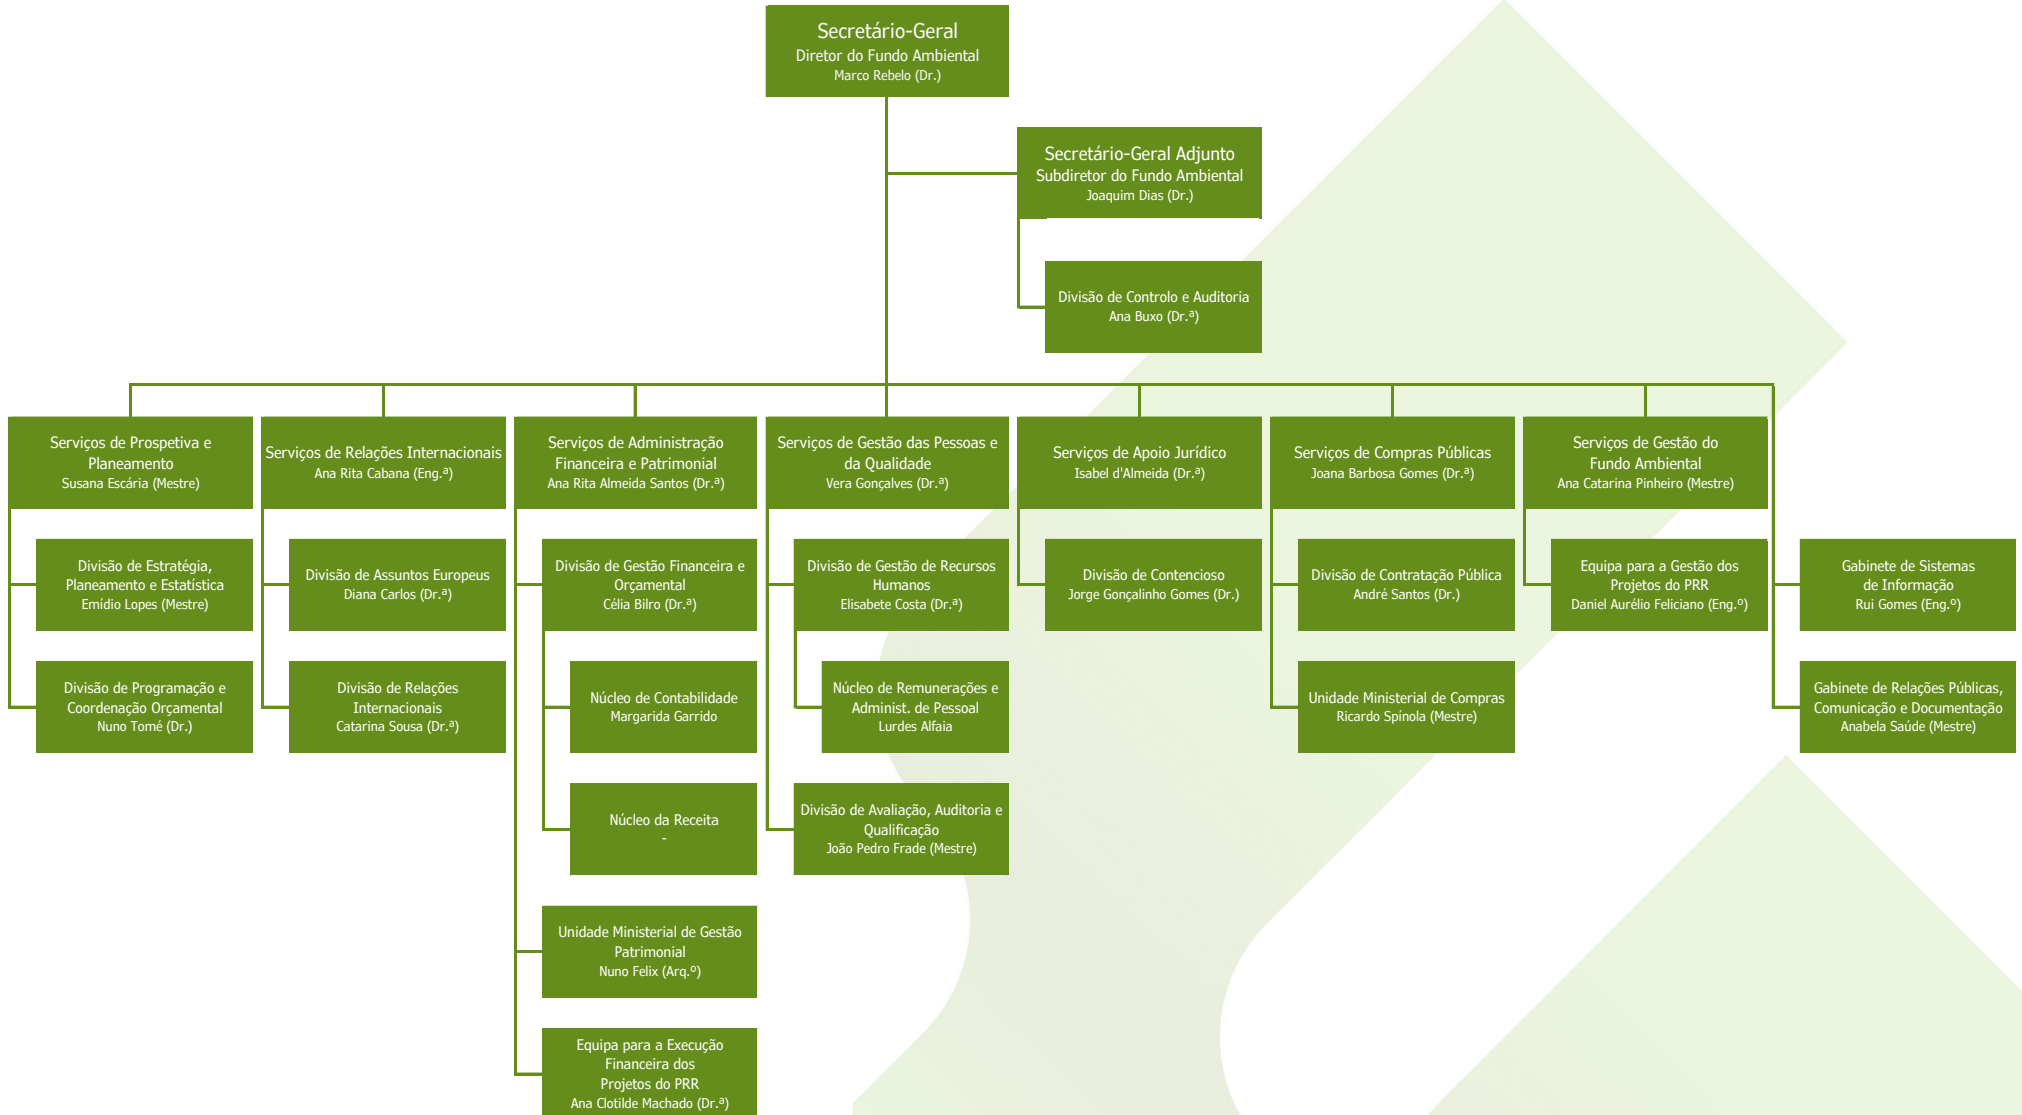 Secretário-Geral
Diretor do Fundo Ambiental
Marco Rebelo (Dr.)
Secretário-Geral Adjunto
Subdiretor do Fundo Ambiental
Joaquim Dias (Dr.)
Divisão de Controlo e Auditoria
Ana Buxo (Dr.ª)
Serviços de Prospetiva e
Planeamento
Susana Escária (Mestre)
Serviços de Relações Internacionais
Ana Rita Cabana (Eng.ª)
Serviços de Administração
Financeira e Patrimonial
Ana Rita Almeida Santos (Dr.ª)
Serviços de Gestão das Pessoas e
da Qualidade
Vera Gonçalves (Dr.ª)
Serviços de Apoio Jurídico
Isabel d'Almeida (Dr.ª)
Serviços de Compras Públicas
Joana Barbosa Gomes (Dr.ª)
Serviços de Gestão do
Fundo Ambiental
Ana Catarina Pinheiro (Mestre)
Divisão de Estratégia,
Planeamento e Estatística
Emídio Lopes (Mestre)
Divisão de Assuntos Europeus
Diana Carlos (Dr.ª)
Divisão de Gestão Financeira e
Orçamental
Célia Bilro (Dr.ª)
Divisão de Gestão de Recursos
Humanos
Elisabete Costa (Dr.ª)
Divisão de Contencioso
Jorge Gonçalinho Gomes (Dr.)
Divisão de Contratação Pública
André Santos (Dr.)
Equipa para a Gestão dos
Projetos do PRR
Daniel Aurélio Feliciano (Eng.º)
Gabinete de Sistemas
de Informação
Rui Gomes (Eng.º)
Divisão de Programação e
Coordenação Orçamental
Nuno Tomé (Dr.)
Divisão de Relações
Internacionais
Catarina Sousa (Dr.ª)
Núcleo de Contabilidade
Margarida Garrido
Núcleo de Remunerações e
Administ. de Pessoal
Lurdes Alfaia
Unidade Ministerial de Compras
Ricardo Spínola (Mestre)
Gabinete de Relações Públicas,
Comunicação e Documentação
Anabela Saúde (Mestre)
Núcleo da Receita
-
Divisão de Avaliação, Auditoria e
Qualificação
João Pedro Frade (Mestre)
Unidade Ministerial de Gestão
Patrimonial
Nuno Felix (Arq.º)
Equipa para a Execução
Financeira dos
Projetos do PRR
Ana Clotilde Machado (Dr.ª)